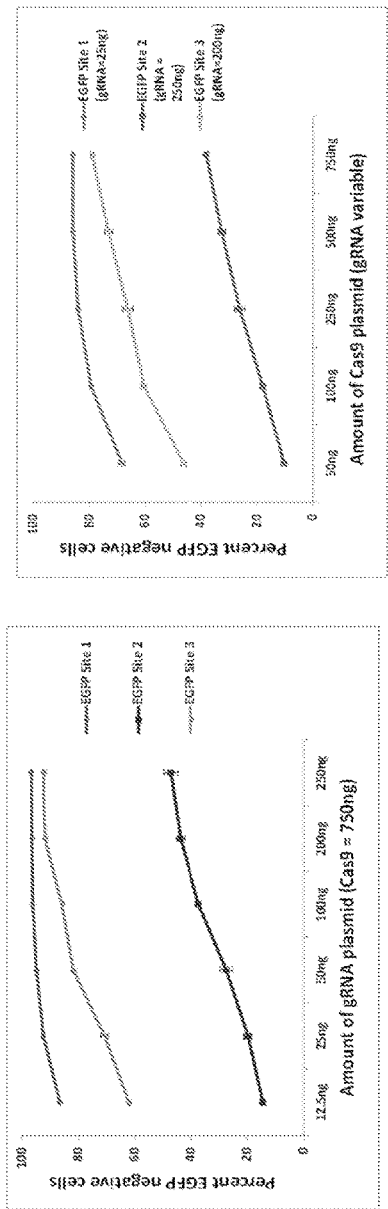 100
80
60
40
20
0
Percent EGFP negative cells
12.5ng 25ng 50ng 100ng 200ng 250ng
Amount of gRNA plasmid (Cas9 = 750ng)
EGFP Site 1
EGFP Site 2
EGFP Site 3
100
80
60
40
20
0
Percent EGFP negative cells
50ng 100ng 250ng 500ng 750ng
Amount of Cas9 plasmid (gRNA variable)
EGFP Site 1
(gRNA=25ng)
EGFP Site 2
(gRNA =
250ng)
EGFP Site 3
(gRNA=200ng)